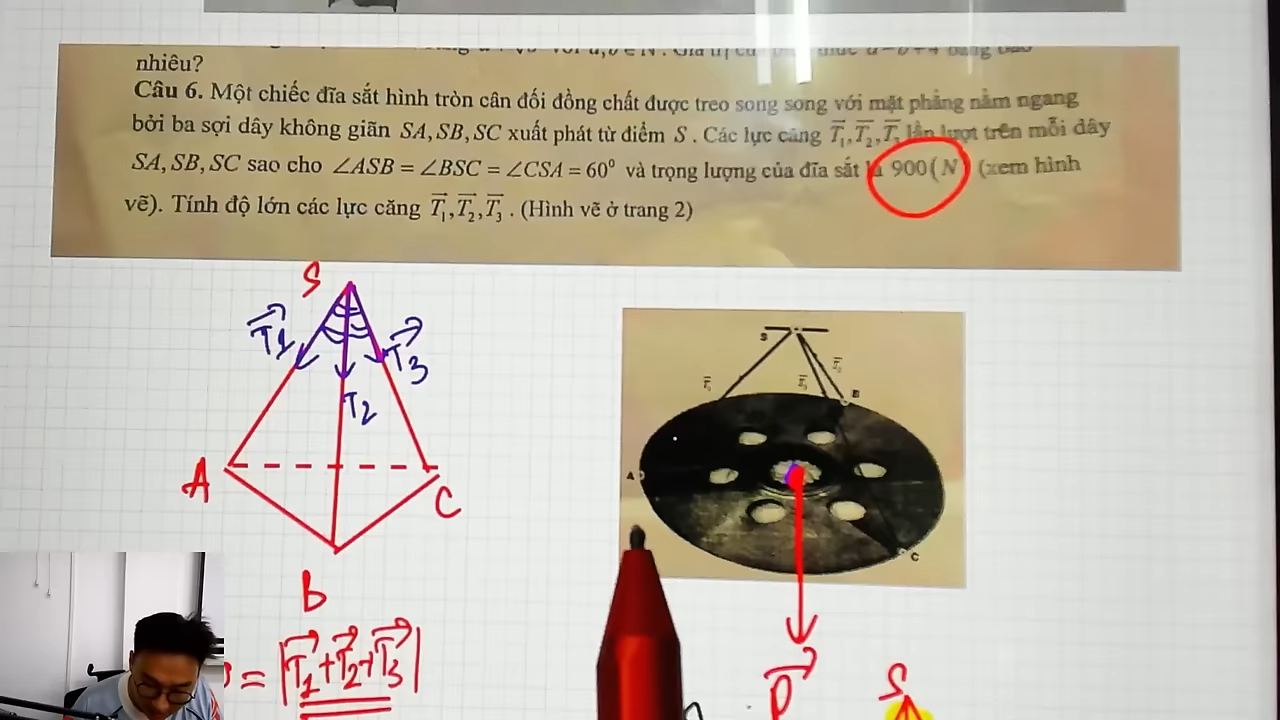 nhiêu?
Câu 6. Một chiếc đĩa sắt hình tròn cân đối đồng chất được treo song song với mặt phẳng nằm ngang
bởi ba sợi dây không giãn SA, SB, SC xuất phát từ điểm S. Các lực căng T₁, T₂, T₃ lần lượt trên mỗi dây
SA, SB, SC sao cho ∠ASB = ∠BSC = ∠CSA = 60⁰ và trọng lượng của đĩa sắt là 900(N) (xem hình
vẽ). Tính độ lớn các lực căng T₁, T₂, T₃. (Hình vẽ ở trang 2)
S
T1
T3
T2
A
C
B
= |T1+T2+T3|
S
B
A
C
P
S